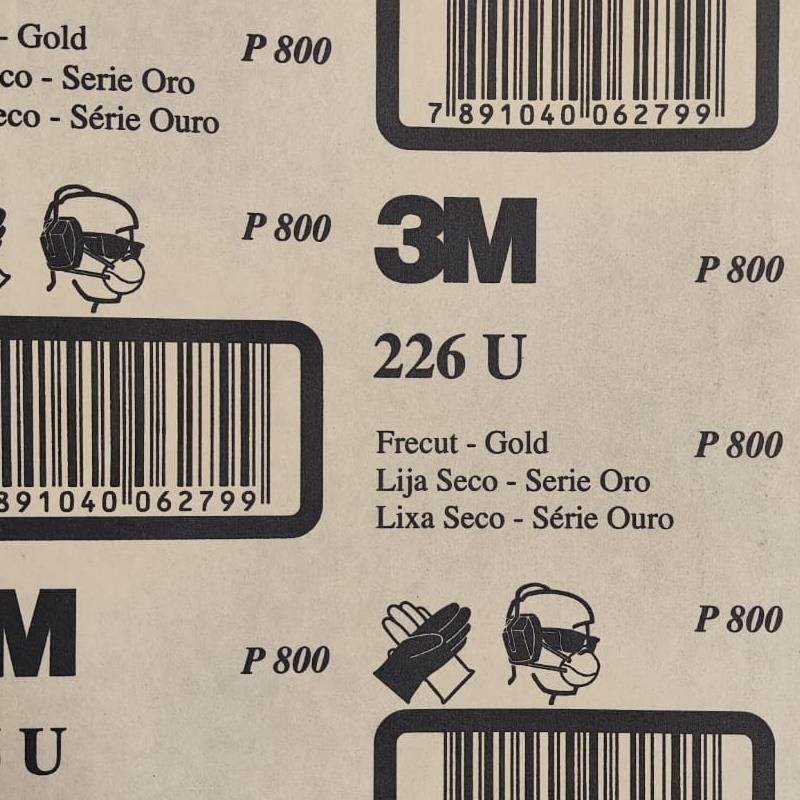 - Gold
P 800
co - Serie Oro
eco - Série Ouro
P 800
891040 062799
M
P 800
U
7 891040 062799
3M
P 800
226 U
Frecut - Gold
P 800
Lija Seco - Serie Oro
Lixa Seco - Série Ouro
P 800